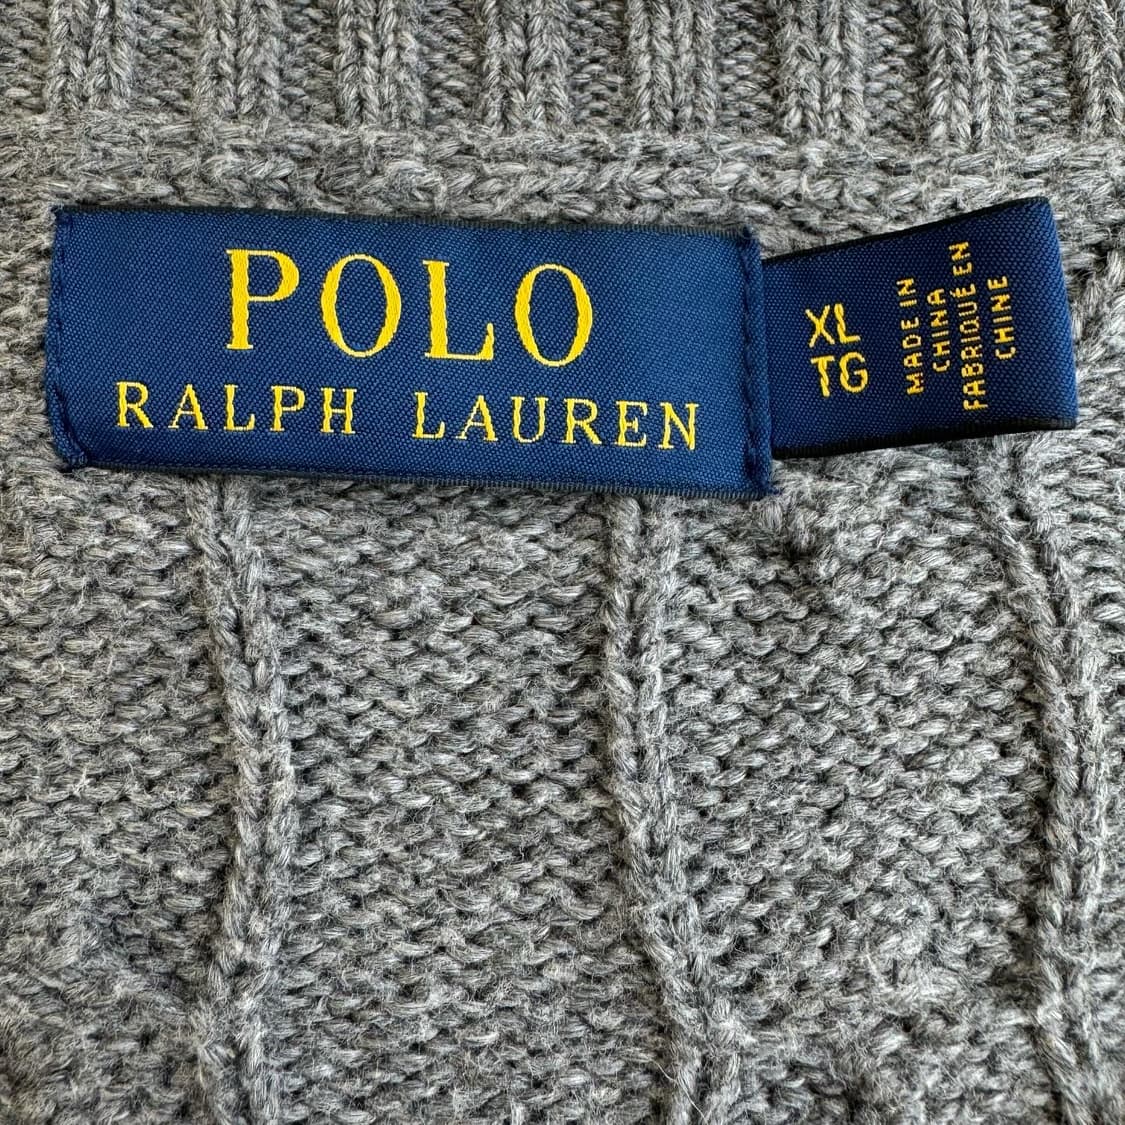 POLO
RALPH LAUREN
XL
TG
MADE IN
CHINA
FABRIQUÉ EN
CHINE